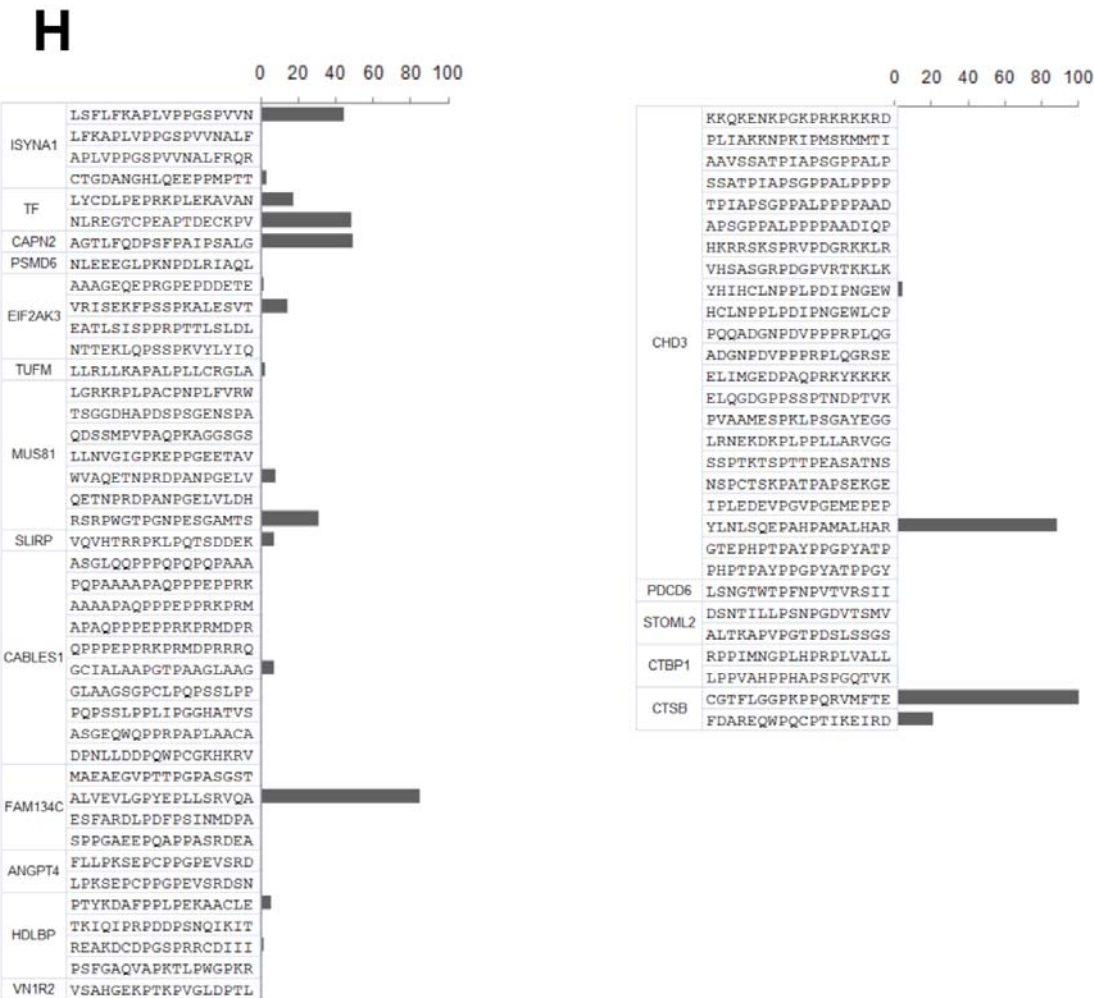 H
0 20 40 60 80 100
ISYNA1
LSFLFKAPLVPPGSPVVN
LFKAPLVPPGSPVVNALF
APLVPPGSPVVNALFRQR
CTGDANGHLQEEPPMPTT
TF
LYCDLPEPRKPLEKAVAN
NLREGTCPEAPTDECKPV
CAPN2
AGTLFQDPSFPAIPSALG
PSMD6
NLEEEGLPKNPDLRIAQL
EIF2AK3
AAAGEQEPRGPEPDDETE
VRISEKFPSSPKALESVT
EATLSISPPRPTTLSLDL
NTTEKLQPSSPKVYLYIQ
TUFM
LLRLLKAPALPLLCRGLA
MUS81
LGRKRPLPACPNPLFVRW
TSGGDHAPDSPSGENSPA
QDSSMPVPAQPKAGGSGS
LLNVGIGPKEPPGEETAV
WVAQETNPRDPANPGELV
QETNPRDPANPGELVLDH
RSRPWGTPGNPESGAMTS
SLIRP
VQVHTRRPKLPQTSDDEK
CABLES1
ASGLQQPPPQPQPQPAAA
PQPAAAAPAQPPPEPPRK
AAAAPAQPPPEPPRKPRM
APAQPPPEPPRKPRMDPR
QPPPEPPRKPRMDPRRRQ
GCIALAAPGTPAAGLAAG
GLAAGSGPCLPQPSSLPP
PQPSSLPPLIPGGHATVS
ASGEQWQPPRPAPLAACA
DPNLLDDPQWPCGKHKRV
FAM134C
MAEAEGVPTTPGPASGST
ALVEVLGPYEPLLSRVQA
ESFARDLPDFPSINMDPA
SPPGAEEPQAPPASRDEA
ANGPT4
FLLPKSEPCPPGPEVSRD
LPKSEPCPPGPEVSRDSN
HDLBP
PTYKDAFPPLPEKAACLE
TKIQIPRPDDPSNQIKIT
REAKDCDPGSPRRCDIII
PSFGAQVAPKTLPWGPKR
VN1R2
VSAHGEKPTKPVGLDPTL
0 20 40 60 80 100
CHD3
KKQKENKPGKPRKRKKRD
PLIAKKNPKIPMSKMMTI
AAVSSATPIAPSGPPALP
SSATPIAPSGPPALPPPP
TPIAPSGPPALPPPPAAD
APSGPPALPPPPAADIQP
HKRRSKSPRVPDGRKKLR
VHSASGRPDGPVRTKKLK
YHIHCLNPPLPDIPNGEW
HCLNPPLPDIPNGEWLCP
PQQADGNPDVPPPRPLQG
ADGNPDVPPPRPLQGRSE
ELIMGEDPAQPRKYKKKK
ELQGDGPPSSPTNDPTVK
PVAAMESPKLPSGAYEGG
LRNEKDKPLPPLLARVGG
SSPTKTSPTTPEASATNS
NSPCTSKPATPAPSEKGE
IPLEDEVPGVPGEMEPEP
YLNLSQEPAHPAMALHAR
GTEPHPTPAYPPGPYATP
PHPTPAYPPGPYATPPGY
PDCD6
LSNGTWTPFNPVTVRSII
STOML2
DSNTILLPSNPGDVTSMV
ALTKAPVPGTPDSLSSGS
CTBP1
RPPIMNGPLHPRPLVALL
LPPVAHPPHAPSPGQTVK
CTSB
CGTFLGGPKPPQRVMFTE
FDAREQWPQCPTIKEIRD